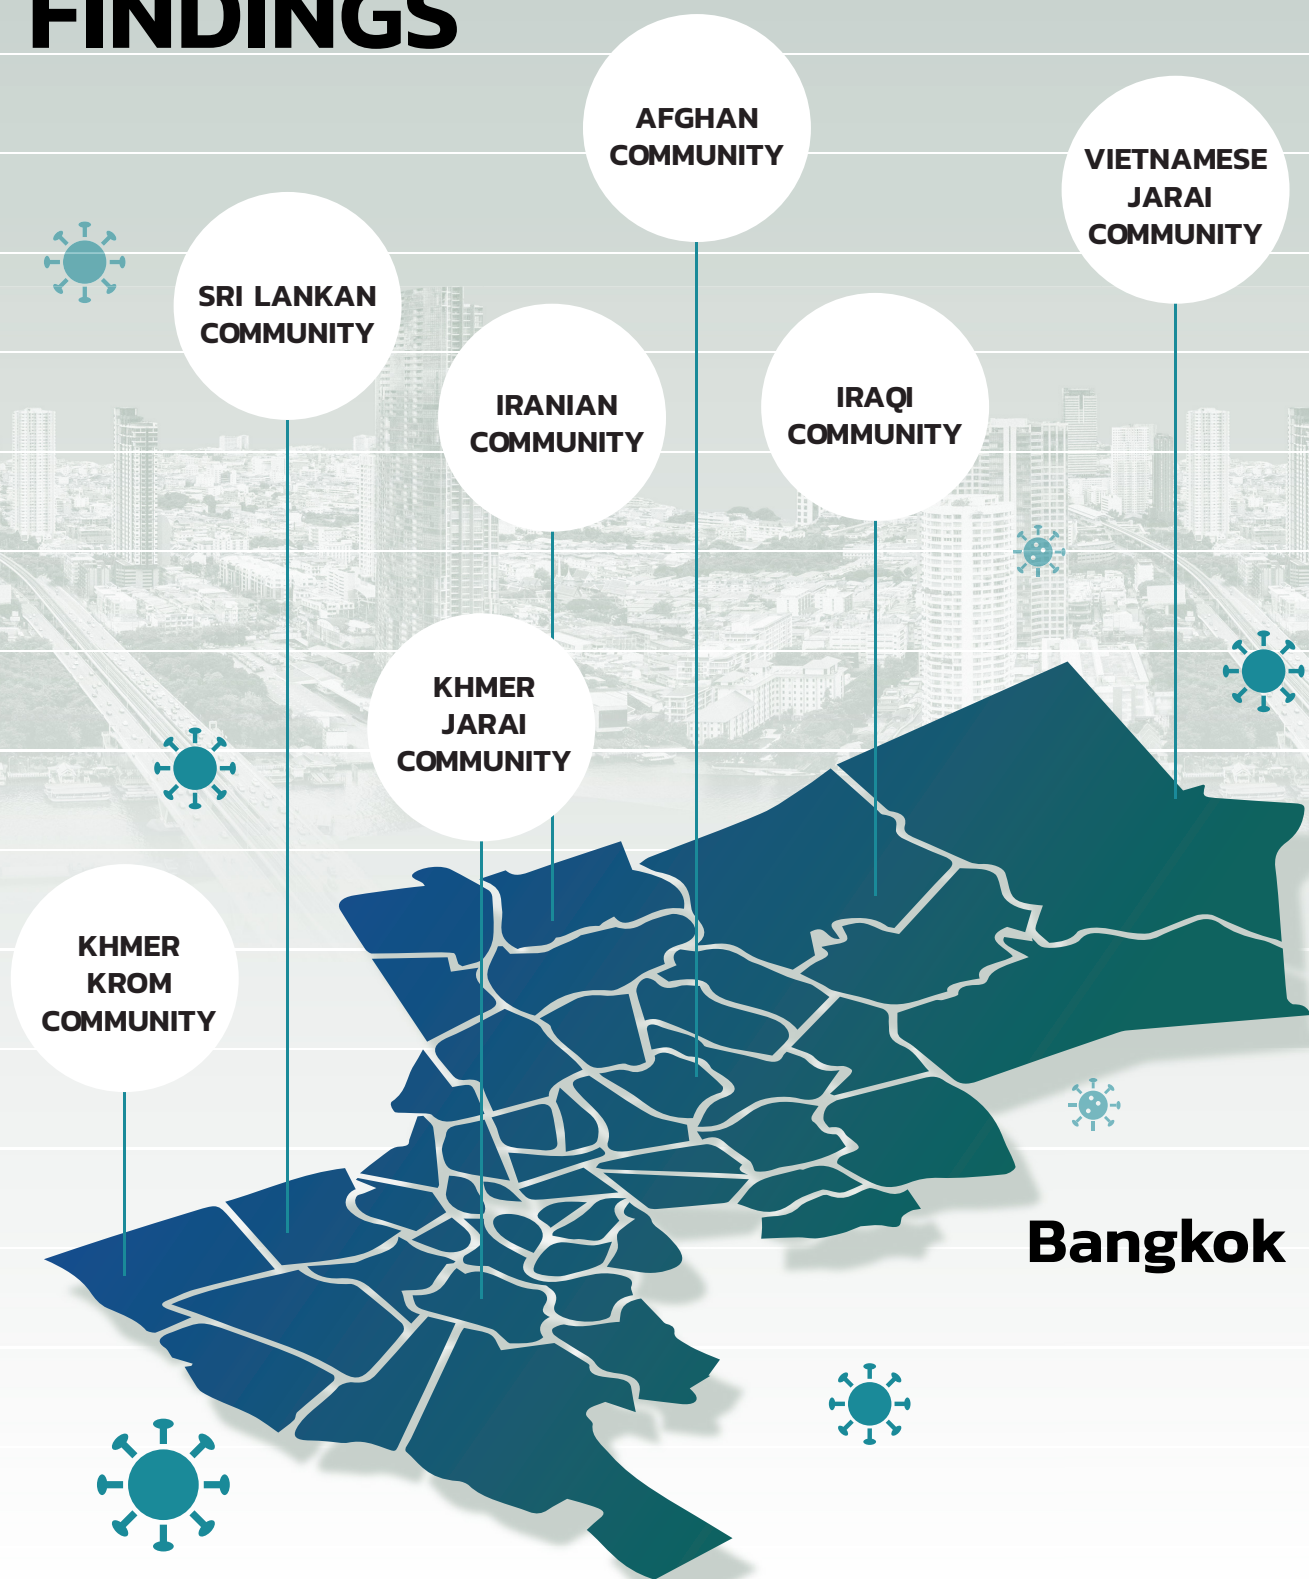 FINDINGS
AFGHAN
COMMUNITY
VIETNAMESE
JARAI
COMMUNITY
SRI LANKAN
COMMUNITY
IRANIAN
COMMUNITY
IRAQI
COMMUNITY
KHMER
JARAI
COMMUNITY
KHMER
KROM
COMMUNITY
Bangkok